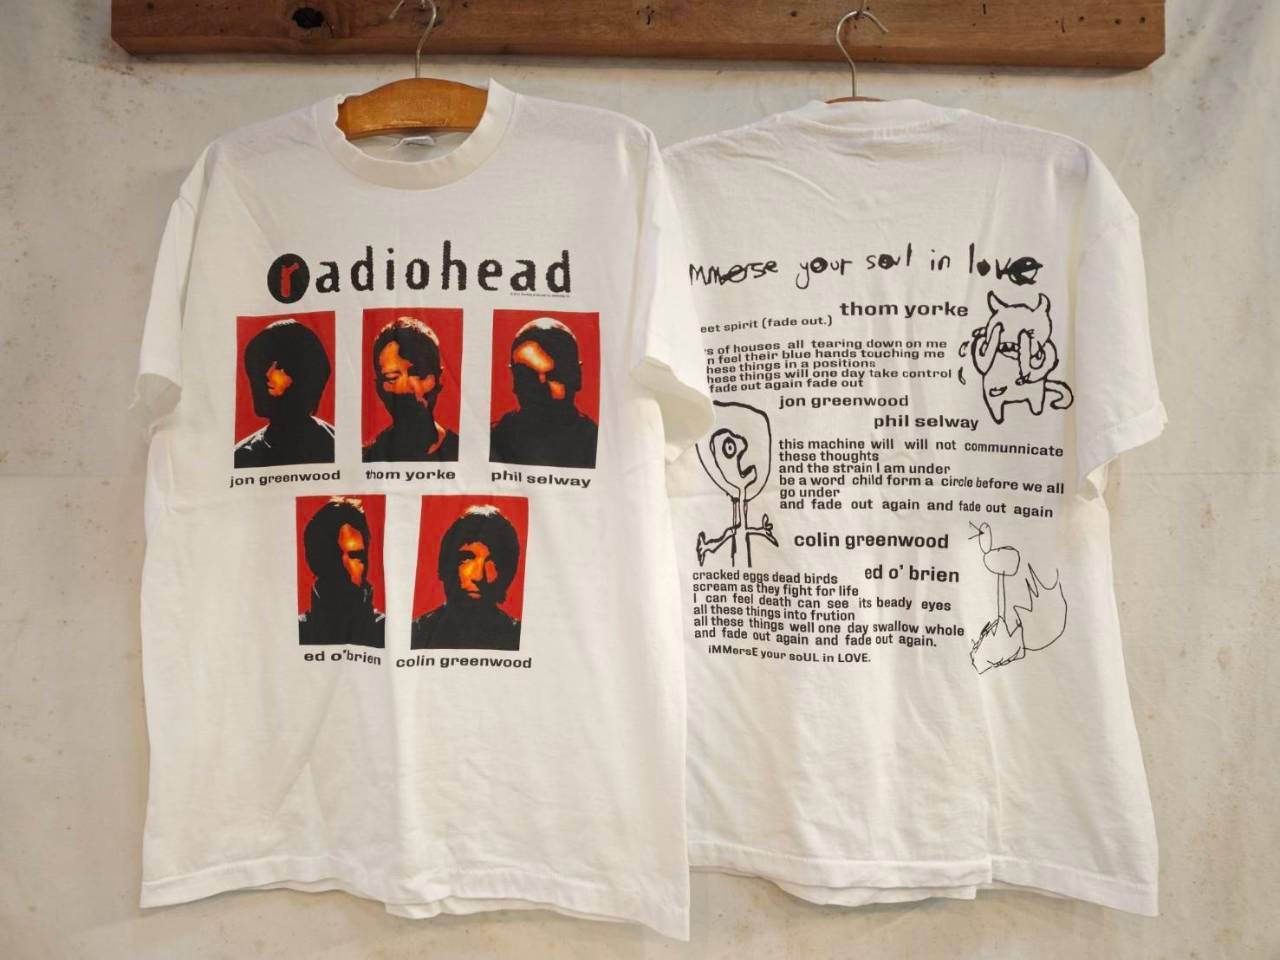 radiohead
jon greenwood
thom yorke
phil selway
ed o'brien
colin greenwood
mmerse your soul in love
thom yorke
eet spirit (fade out.)
s of houses all tearing down on me
n feel their blue hands touching me
hese things in a positions
hese things will one day take control
fade out again fade out
jon greenwood
phil selway
this machine will will not communnicate
these thoughts
and the strain I am under
be a word child form a circle before we all
go under
and fade out again and fade out again
colin greenwood
ed o' brien
cracked eggs dead birds
scream as they fight for life
I can feel death can see its beady eyes
all these things into frution
all these things well one day swallow whole
and fade out again and fade out again.
iMMersE your soUL in LOVE.